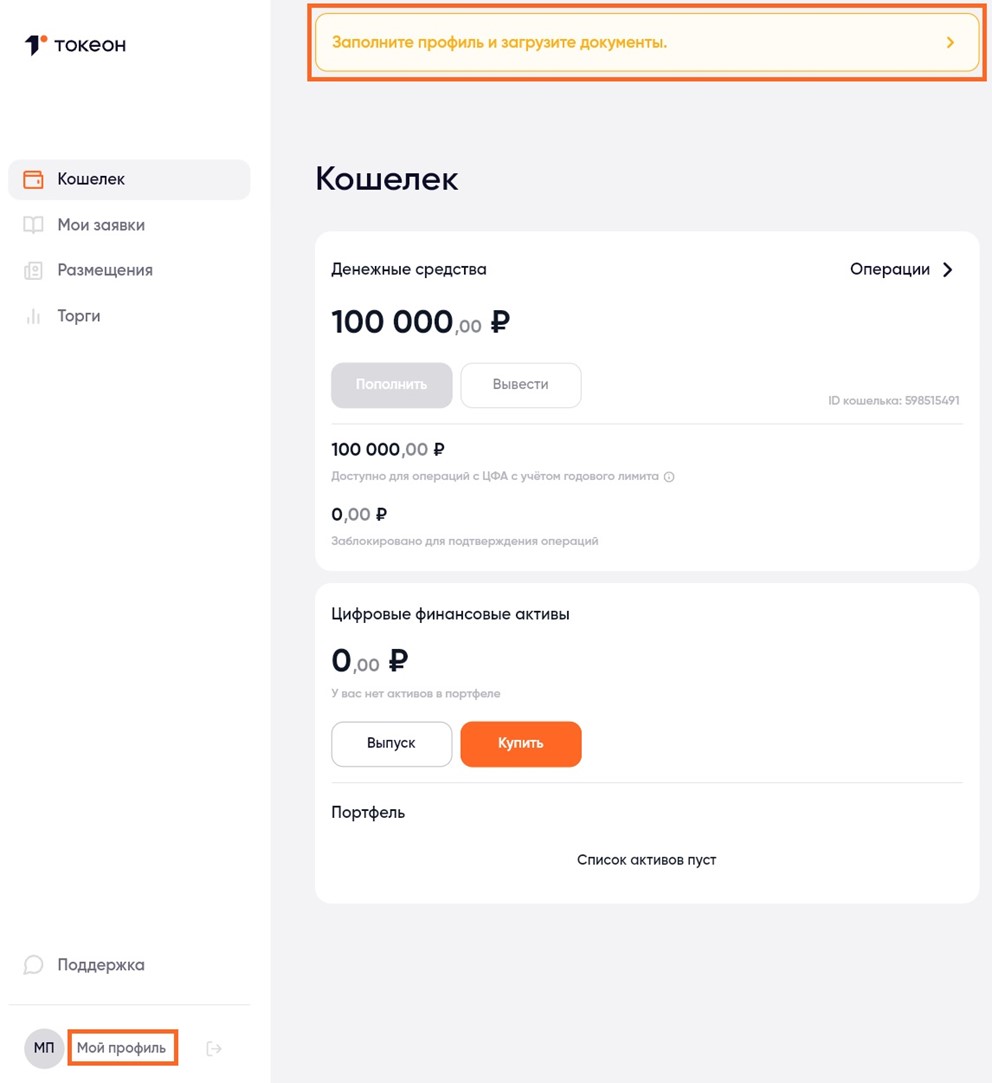 токеон
Заполните профиль и загрузите документы.
Кошелек
Мои заявки
Размещения
Торги
Кошелек
Денежные средства
Операции
100 000,00 ₽
Пополнить
Вывести
ID кошелька: 598515491
100 000,00 ₽
Доступно для операций с ЦФА с учётом годового лимита
0,00 ₽
Заблокировано для подтверждения операций
Цифровые финансовые активы
0,00 ₽
У вас нет активов в портфеле
Выпуск
Купить
Портфель
Список активов пуст
Поддержка
МП
Мой профиль